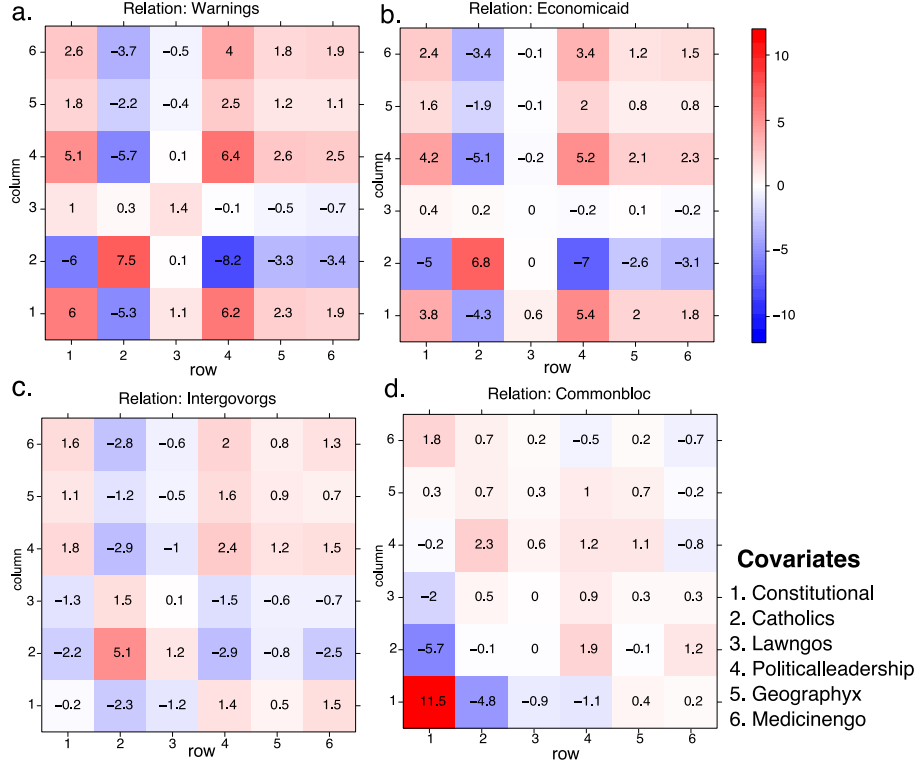 a. Relation: Warnings
column
6 2.6 −3.7 −0.5 4 1.8 1.9
5 1.8 −2.2 −0.4 2.5 1.2 1.1
4 5.1 −5.7 0.1 6.4 2.6 2.5
3 1 0.3 1.4 −0.1 −0.5 −0.7
2 −6 7.5 0.1 −8.2 −3.3 −3.4
1 6 −5.3 1.1 6.2 2.3 1.9
1 2 3 4 5 6
row
b. Relation: Economicaid
column
6 2.4 −3.4 −0.1 3.4 1.2 1.5
5 1.6 −1.9 −0.1 2 0.8 0.8
4 4.2 −5.1 −0.2 5.2 2.1 2.3
3 0.4 0.2 0 −0.2 0.1 −0.2
2 −5 6.8 0 −7 −2.6 −3.1
1 3.8 −4.3 0.6 5.4 2 1.8
1 2 3 4 5 6
row
10
5
0
−5
−10
c. Relation: Intergovorgs
column
6 1.6 −2.8 −0.6 2 0.8 1.3
5 1.1 −1.2 −0.5 1.6 0.9 0.7
4 1.8 −2.9 −1 2.4 1.2 1.5
3 −1.3 1.5 0.1 −1.5 −0.6 −0.7
2 −2.2 5.1 1.2 −2.9 −0.8 −2.5
1 −0.2 −2.3 −1.2 1.4 0.5 1.5
1 2 3 4 5 6
row
d. Relation: Commonbloc
column
6 1.8 0.7 0.2 −0.5 0.2 −0.7
5 0.3 0.7 0.3 1 0.7 −0.2
4 −0.2 2.3 0.6 1.2 1.1 −0.8
3 −2 0.5 0 0.9 0.3 0.3
2 −5.7 −0.1 0 1.9 −0.1 1.2
1 11.5 −4.8 −0.9 −1.1 0.4 0.2
1 2 3 4 5 6
row
Covariates
1. Constitutional
2. Catholics
3. Lawngos
4. Politicalleadership
5. Geographyx
6. Medicinengo